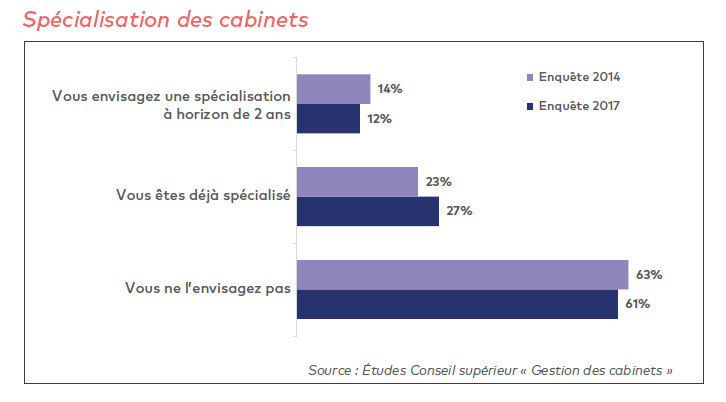 Spécialisation des cabinets
Enquête 2014
Enquête 2017
Vous envisagez une spécialisation
à horizon de 2 ans
14%
12%
Vous êtes déjà spécialisé
23%
27%
Vous ne l'envisagez pas
63%
61%
Source : Études Conseil supérieur « Gestion des cabinets »